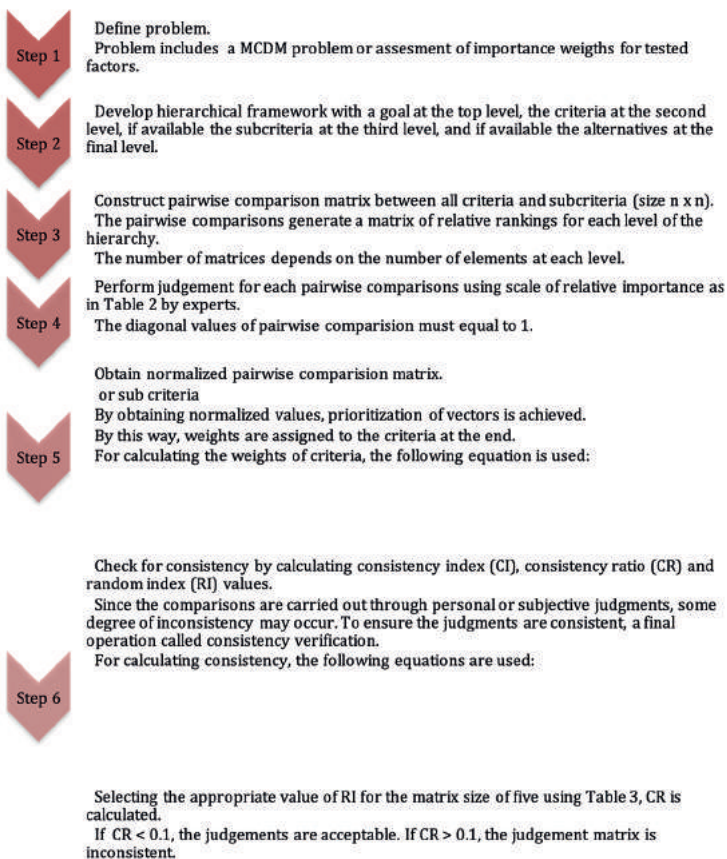 Step 1
Define problem.
Problem includes a MCDM problem or assesment of importance weigths for tested
factors.
Step 2
Develop hierarchical framework with a goal at the top level, the criteria at the second
level, if available the subcriteria at the third level, and if available the alternatives at the
final level.
Step 3
Construct pairwise comparison matrix between all criteria and subcriteria (size n x n).
The pairwise comparisons generate a matrix of relative rankings for each level of the
hierarchy.
The number of matrices depends on the number of elements at each level.
Step 4
Perform judgement for each pairwise comparisons using scale of relative importance as
in Table 2 by experts.
The diagonal values of pairwise comparision must equal to 1.
Step 5
Obtain normalized pairwise comparision matrix.
or sub criteria
By obtaining normalized values, prioritization of vectors is achieved.
By this way, weights are assigned to the criteria at the end.
For calculating the weights of criteria, the following equation is used:
Step 6
Check for consistency by calculating consistency index (CI), consistency ratio (CR) and
random index (RI) values.
Since the comparisons are carried out through personal or subjective judgments, some
degree of inconsistency may occur. To ensure the judgments are consistent, a final
operation called consistency verification.
For calculating consistency, the following equations are used:
Selecting the appropriate value of RI for the matrix size of five using Table 3, CR is
calculated.
If CR < 0.1, the judgements are acceptable. If CR > 0.1, the judgement matrix is
inconsistent.